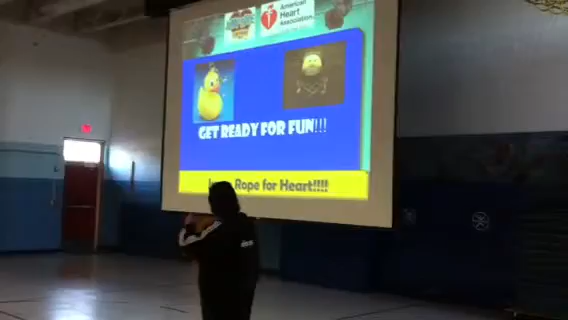 American
Heart
Association
GET READY FOR FUN!!!
Rope for Heart!!!!